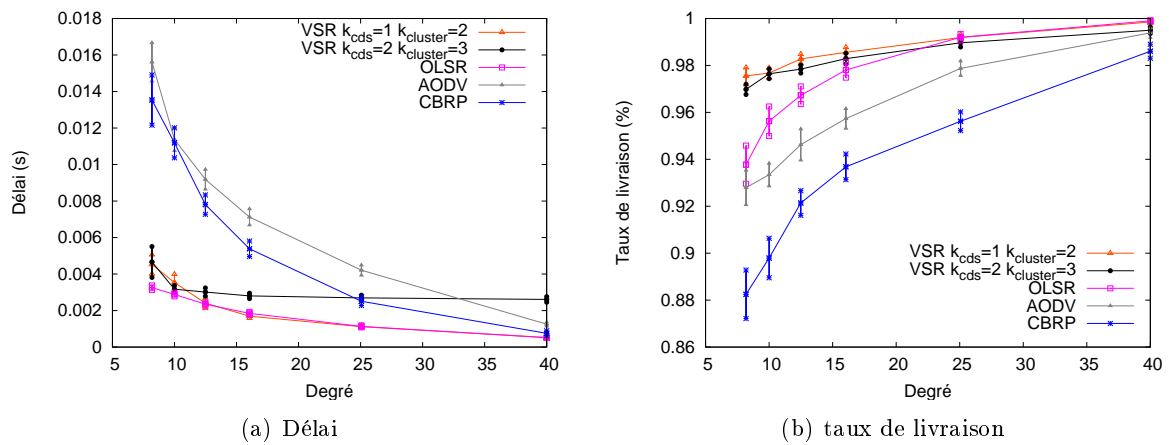 0.018
0.016
0.014
0.012
0.01
0.008
0.006
0.004
0.002
0
Délai (s)
5 10 15 20 25 30 35 40
Degré
VSR kcds=1 kcluster=2
VSR kcds=2 kcluster=3
OLSR
AODV
CBRP
(a) Délai
1
0.98
0.96
0.94
0.92
0.9
0.88
0.86
Taux de livraison (%)
5 10 15 20 25 30 35 40
Degré
VSR kcds=1 kcluster=2
VSR kcds=2 kcluster=3
OLSR
AODV
CBRP
(b) taux de livraison